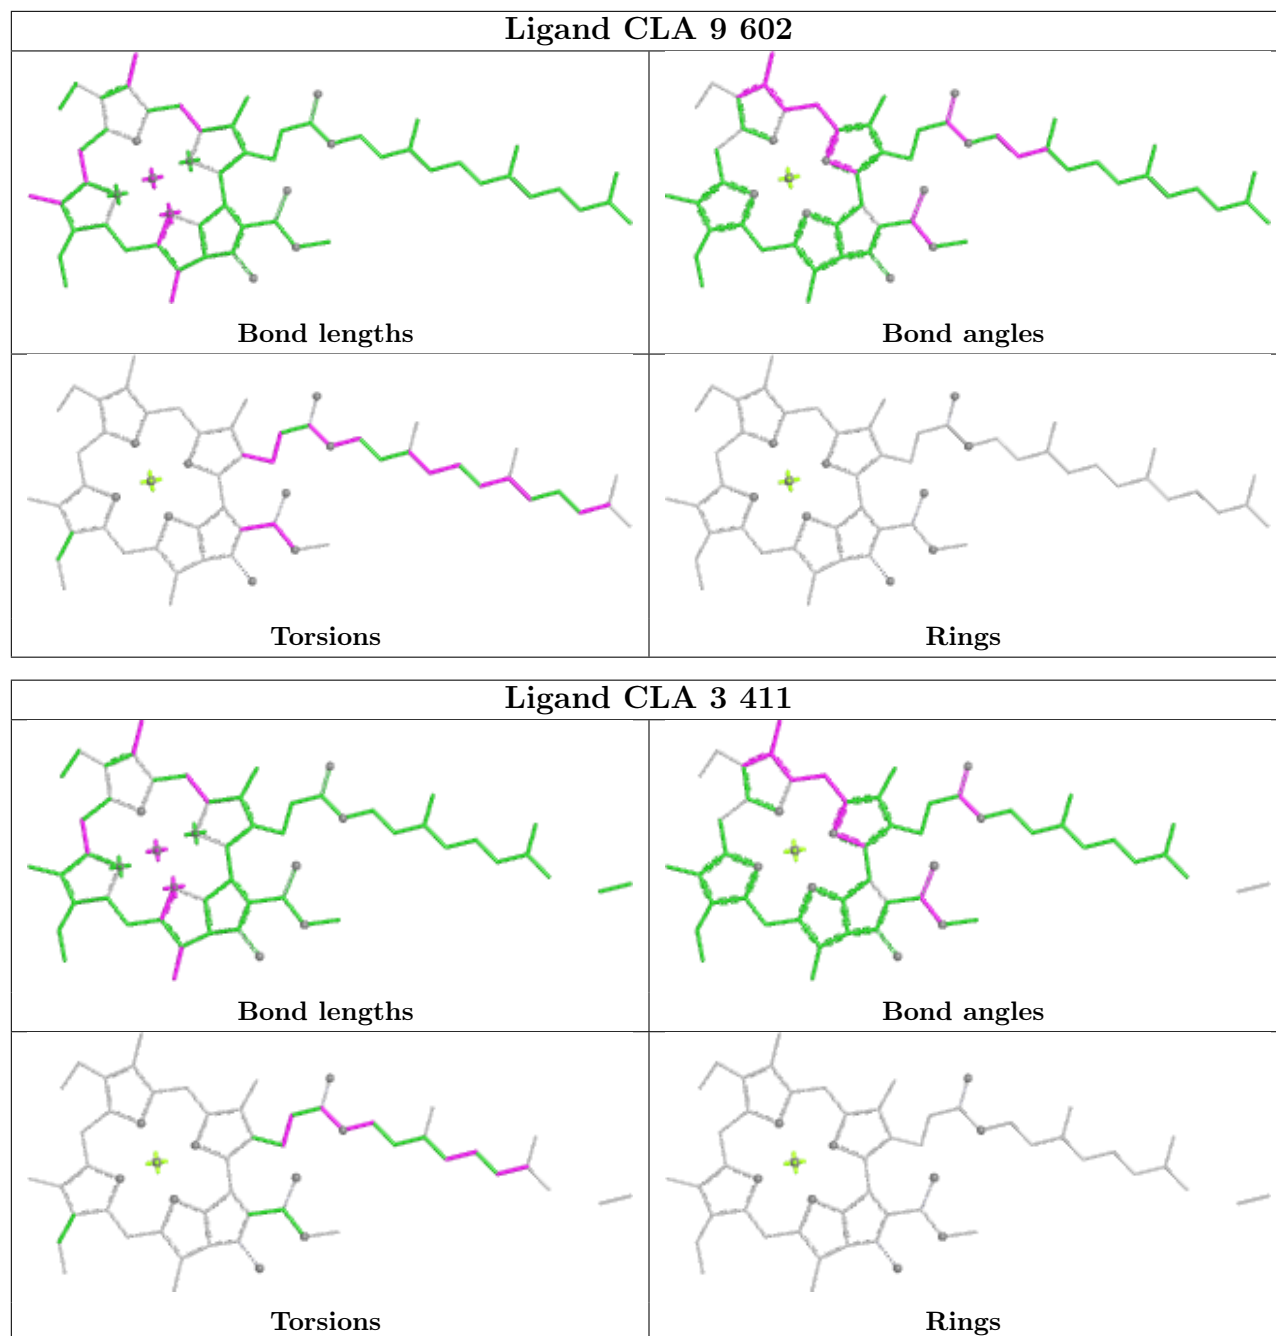 Ligand CLA 9 602
Bond lengths
Bond angles
Torsions
Rings
Ligand CLA 3 411
Bond lengths
Bond angles
Torsions
Rings